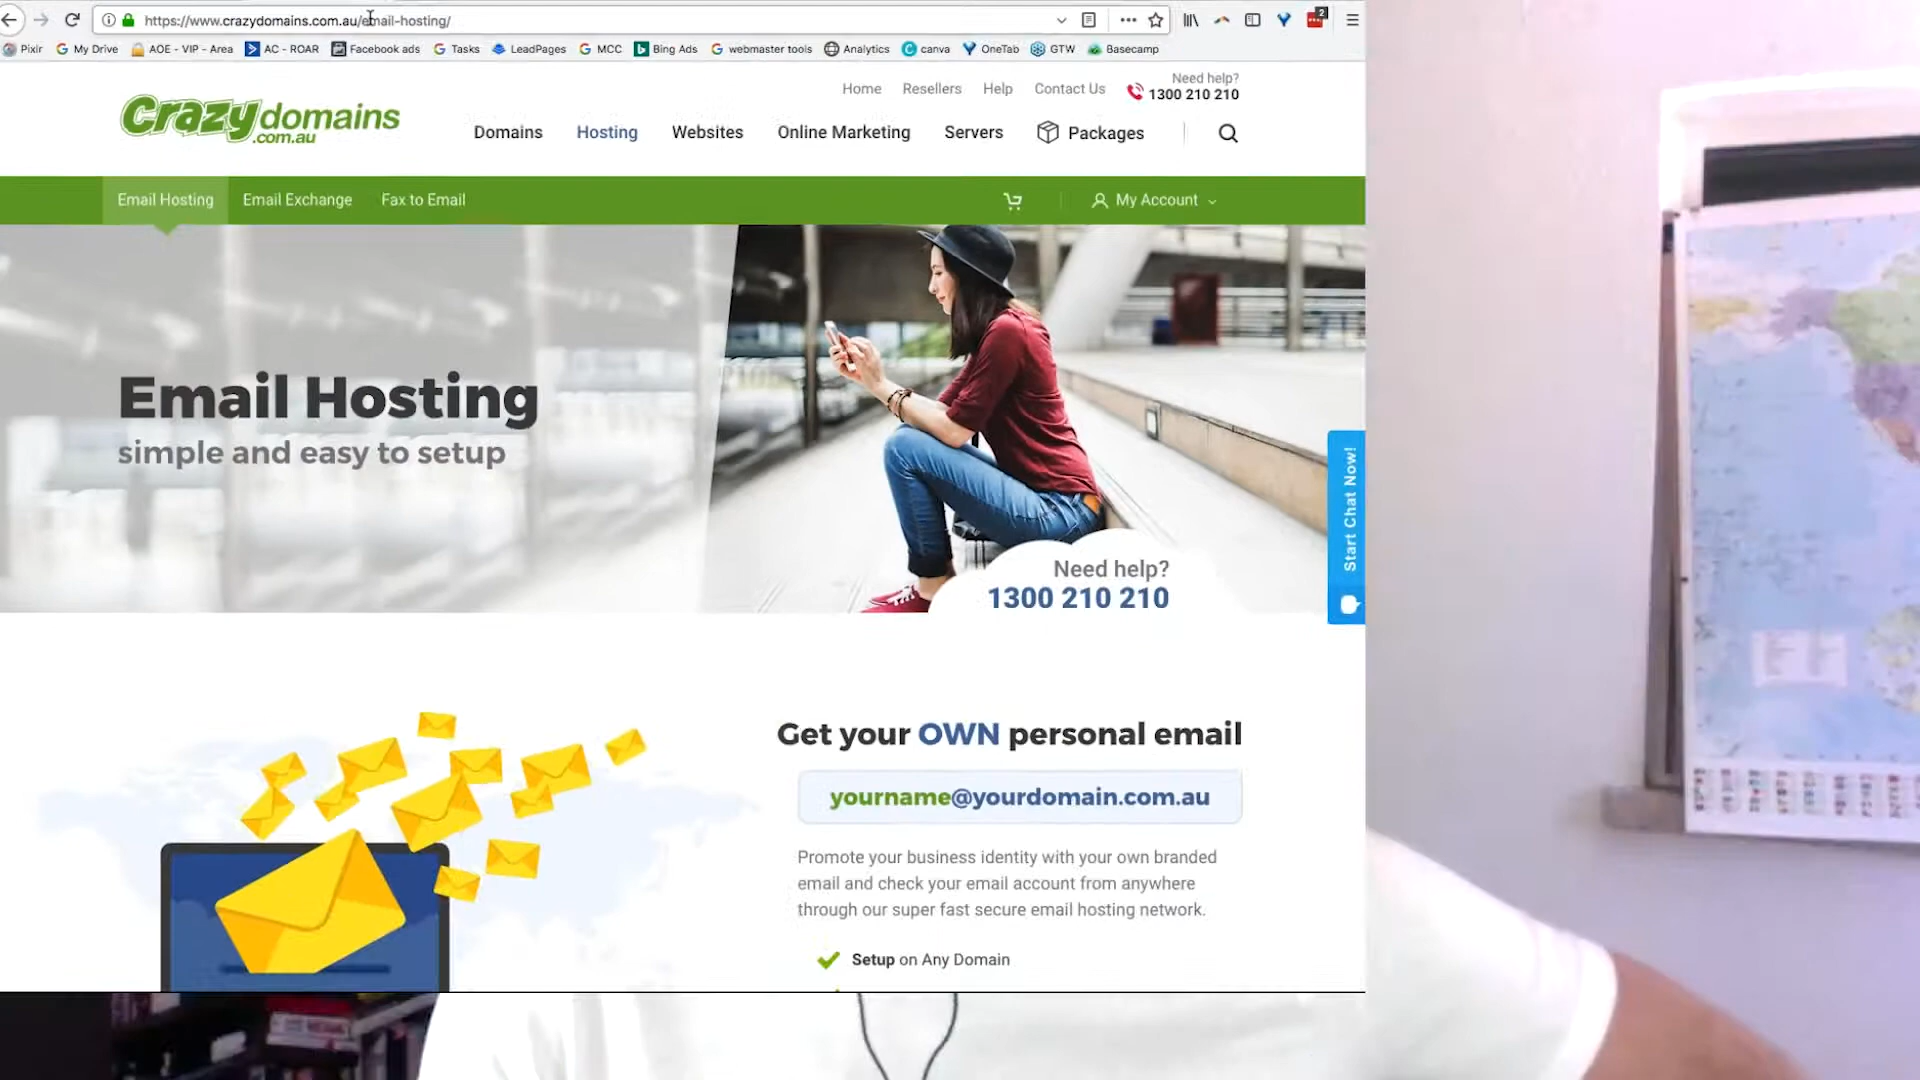 https://www.crazydomains.com.au/email-hosting/
Pixlr
My Drive
AOE - VIP - Area
AC - ROAR
Facebook ads
Tasks
LeadPages
MCC
Bing Ads
webmaster tools
Analytics
canva
OneTab
GTW
Basecamp
2
Home
Resellers
Help
Contact Us
Need help?
1300 210 210
Crazydomains
.com.au
Domains
Hosting
Websites
Online Marketing
Servers
Packages
Email Hosting
Email Exchange
Fax to Email
My Account
Email Hosting
simple and easy to setup
Need help?
1300 210 210
Start Chat Now!
Get your OWN personal email
yourname@yourdomain.com.au
Promote your business identity with your own branded
email and check your email account from anywhere
through our super fast secure email hosting network.
Setup on Any Domain